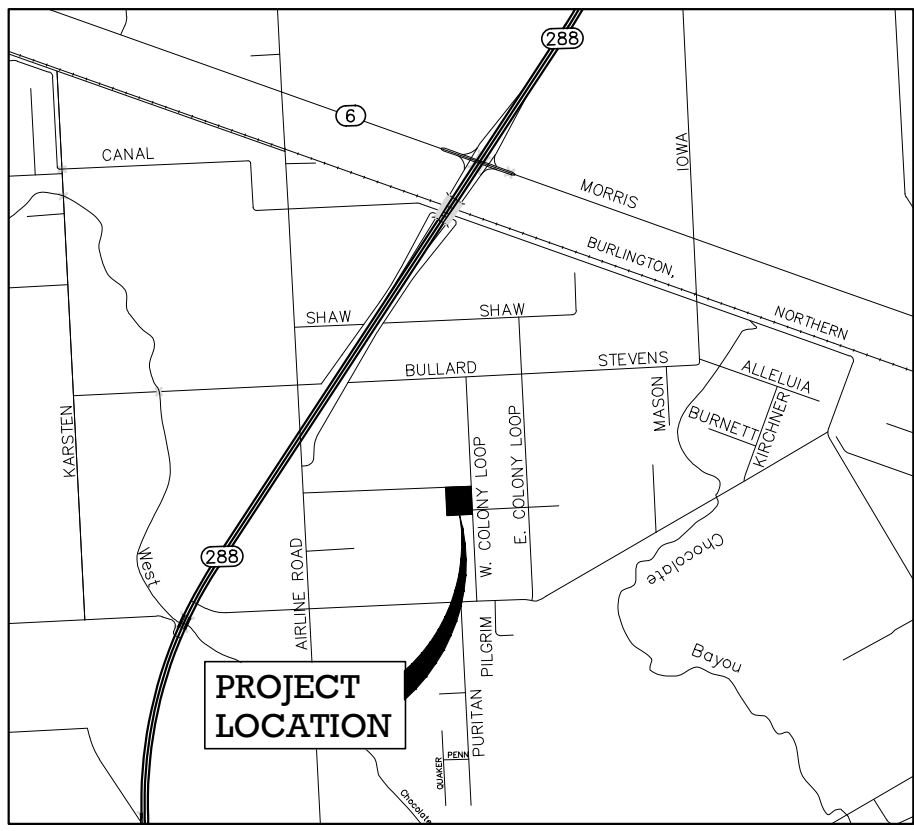 288
6
CANAL
IOWA
MORRIS
BURLINGTON,
NORTHERN
SHAW
SHAW
BULLARD
STEVENS
ALLELUIA
KARSTEN
MASON
BURNETT
KIRCHNER
W. COLONY LOOP
E. COLONY LOOP
288
West
AIRLINE ROAD
Chocolate
Bayou
PILGRIM
PURITAN
PROJECT
LOCATION
PENN
QUAKER
Chocolate